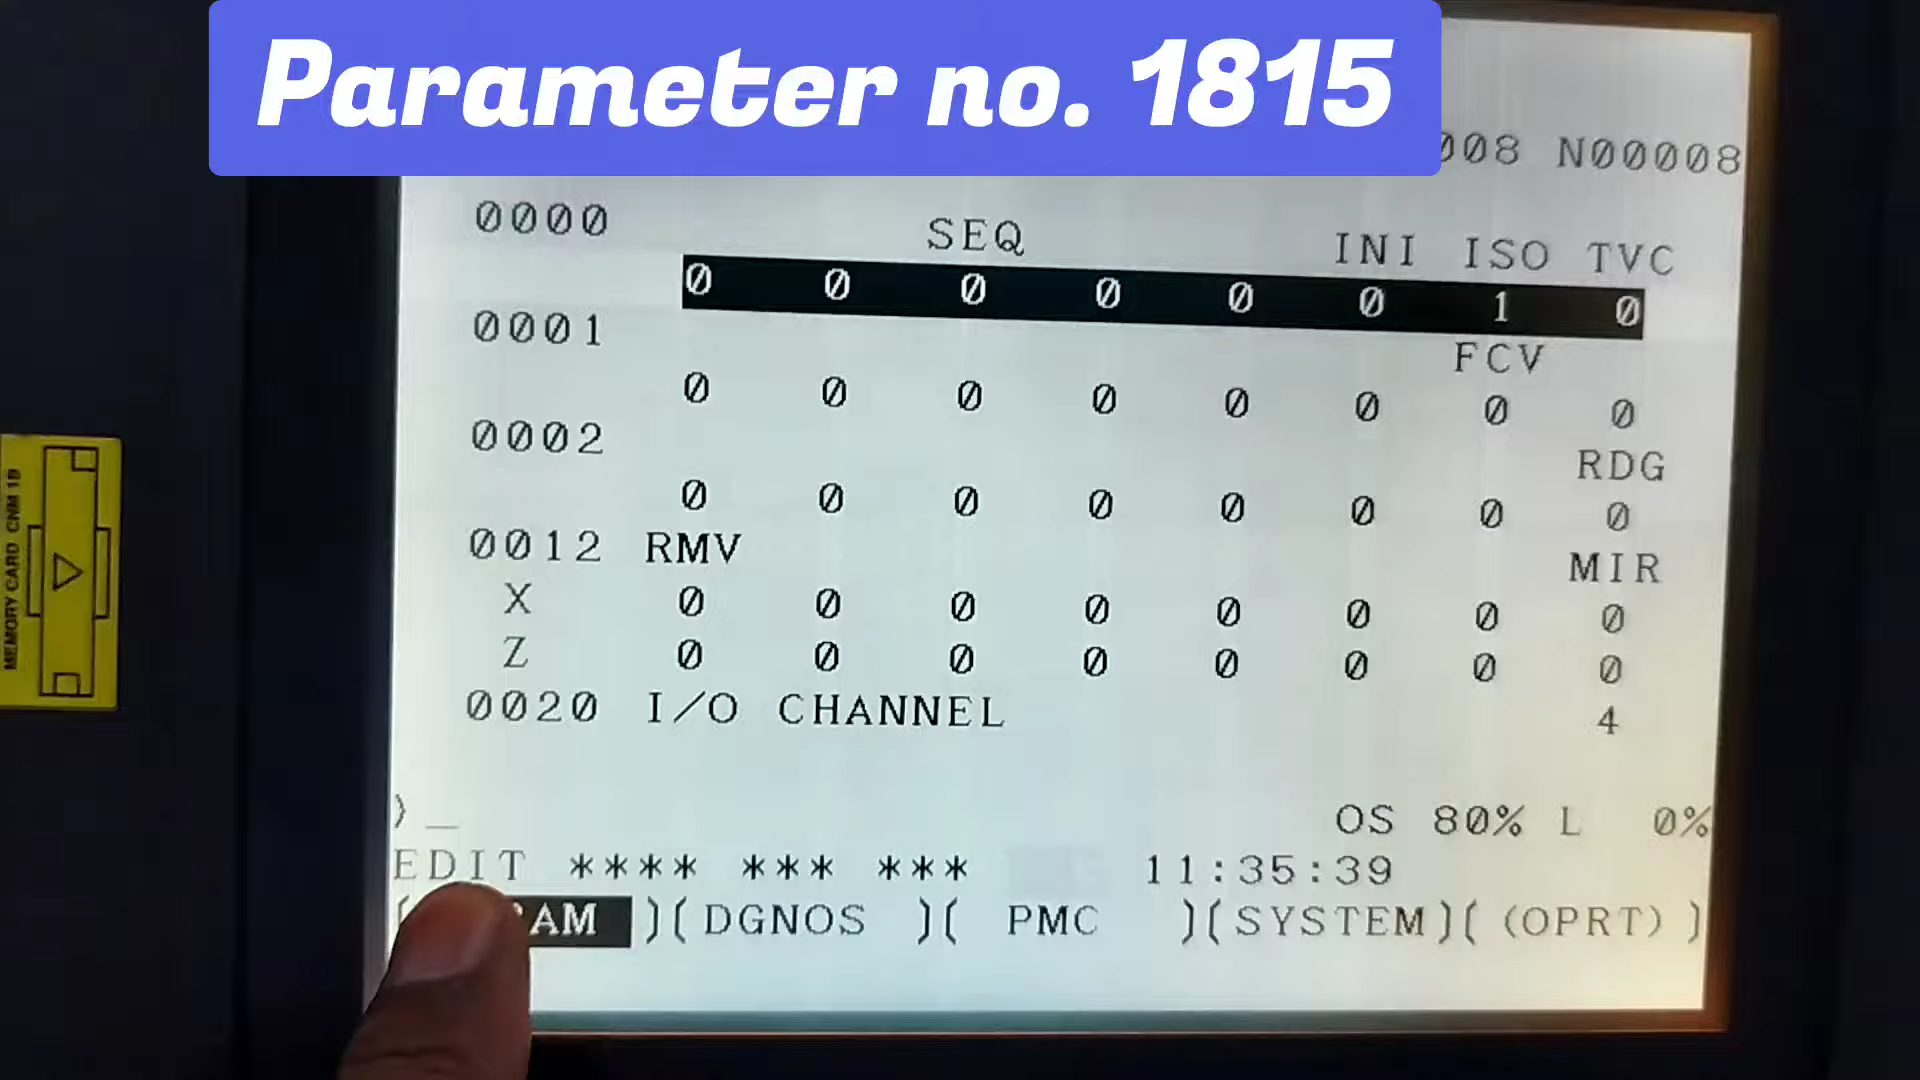 Parameter no. 1815
008 N00008
0000 SEQ INI ISO TVC
0 0 0 0 0 0 1 0
0001 FCV
0 0 0 0 0 0 0 0
0002 RDG
0 0 0 0 0 0 0 0
0012 RMV MIR
X 0 0 0 0 0 0 0 0
Z 0 0 0 0 0 0 0 0
0020 I/O CHANNEL 4
)_ OS 80% L 0%
EDIT **** *** *** 11:35:39
( AM )( DGNOS )( PMC )( SYSTEM )( (OPRT) )
MEMORY CARD CNM 1B